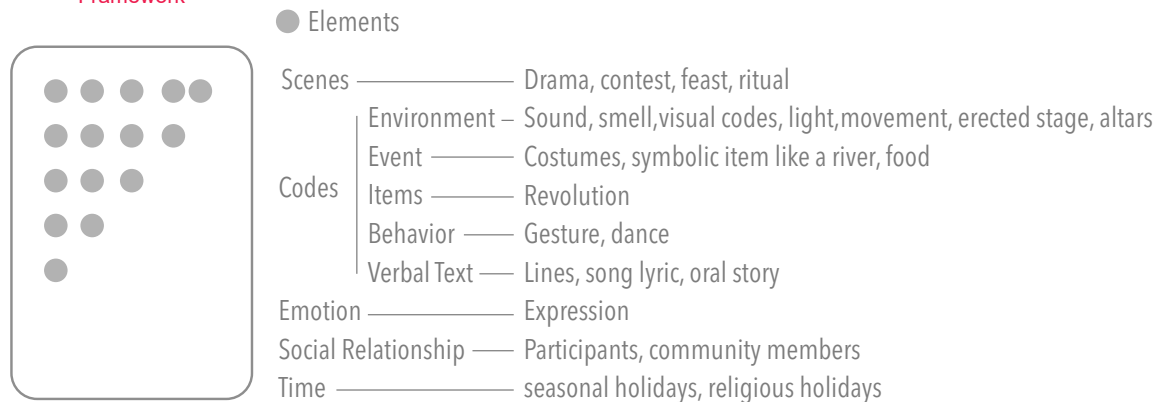 Framework
Elements
Scenes Drama, contest, feast, ritual
Environment Sound, smell,visual codes, light,movement, erected stage, altars
Event Costumes, symbolic item like a river, food
Codes Items Revolution
Behavior Gesture, dance
Verbal Text Lines, song lyric, oral story
Emotion Expression
Social Relationship Participants, community members
Time seasonal holidays, religious holidays